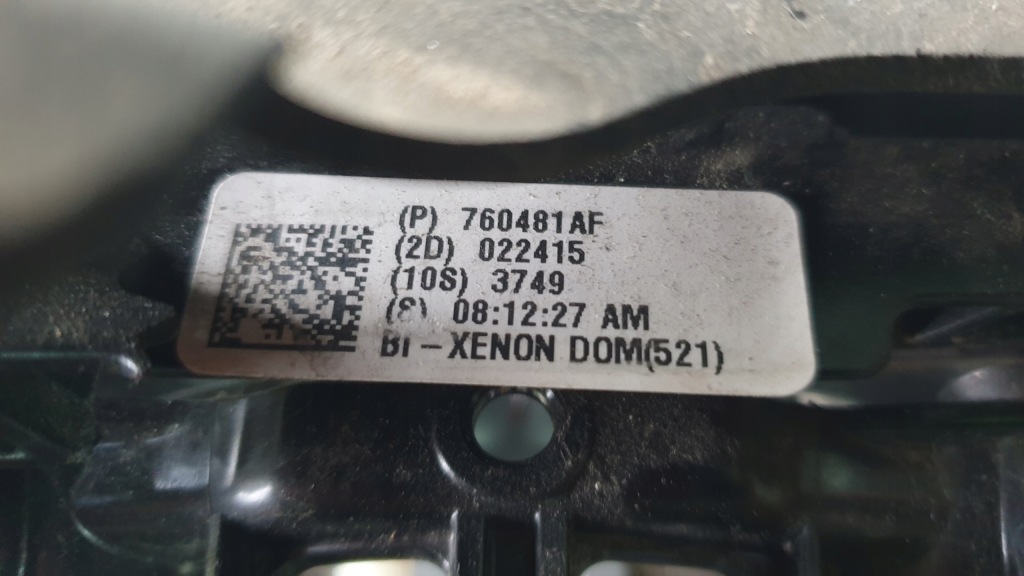 (P) 760481AF
(2D) 022415
(10S) 3749
(S) 08:12:27 AM
BI - XENON DOM(521)